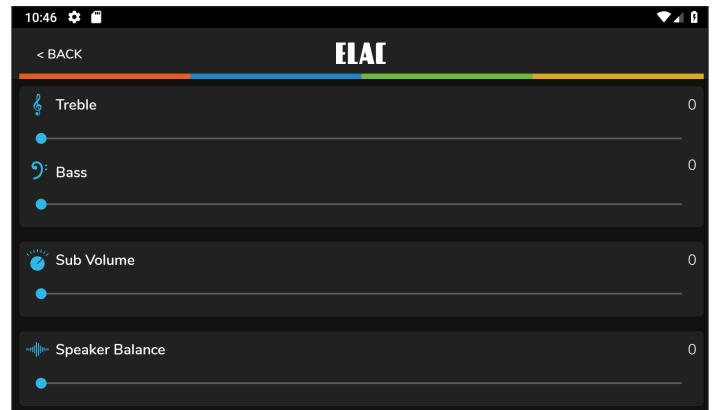 10:46
< BACK
ELAC
Treble 0
Bass 0
Sub Volume 0
Speaker Balance 0